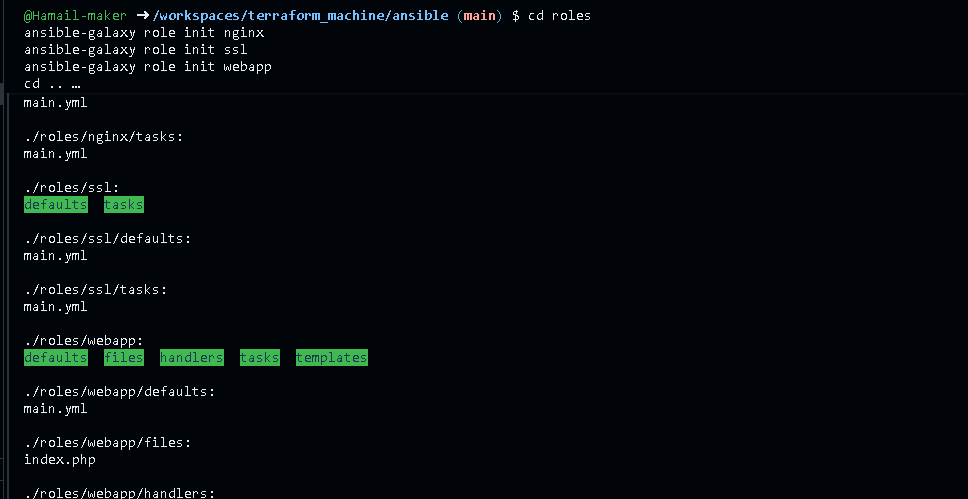 @Hamail-maker ➜ /workspaces/terraform_machine/ansible (main) $ cd roles
ansible-galaxy role init nginx
ansible-galaxy role init ssl
ansible-galaxy role init webapp
cd .. …
main.yml
./roles/nginx/tasks:
main.yml
./roles/ssl:
defaults tasks
./roles/ssl/defaults:
main.yml
./roles/ssl/tasks:
main.yml
./roles/webapp:
defaults files handlers tasks templates
./roles/webapp/defaults:
main.yml
./roles/webapp/files:
index.php
./roles/webapp/handlers: